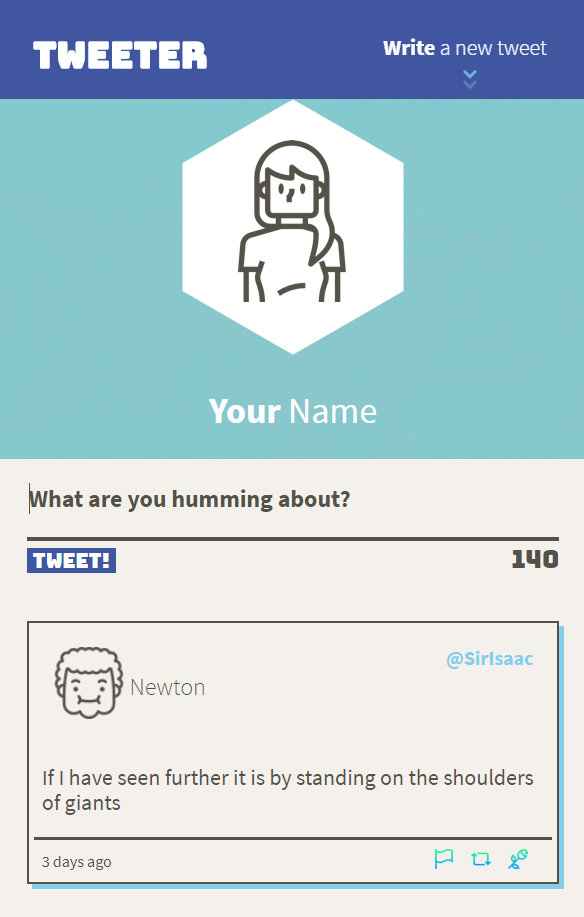 TWEETER
Write a new tweet
Your Name
What are you humming about?
TWEET!
140
@SirIsaac
Newton
If I have seen further it is by standing on the shoulders
of giants
3 days ago